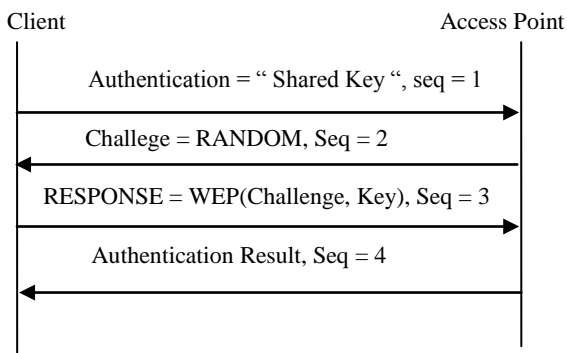 Client Access Point
Authentication = “ Shared Key “, seq = 1
Challege = RANDOM, Seq = 2
RESPONSE = WEP(Challenge, Key), Seq = 3
Authentication Result, Seq = 4